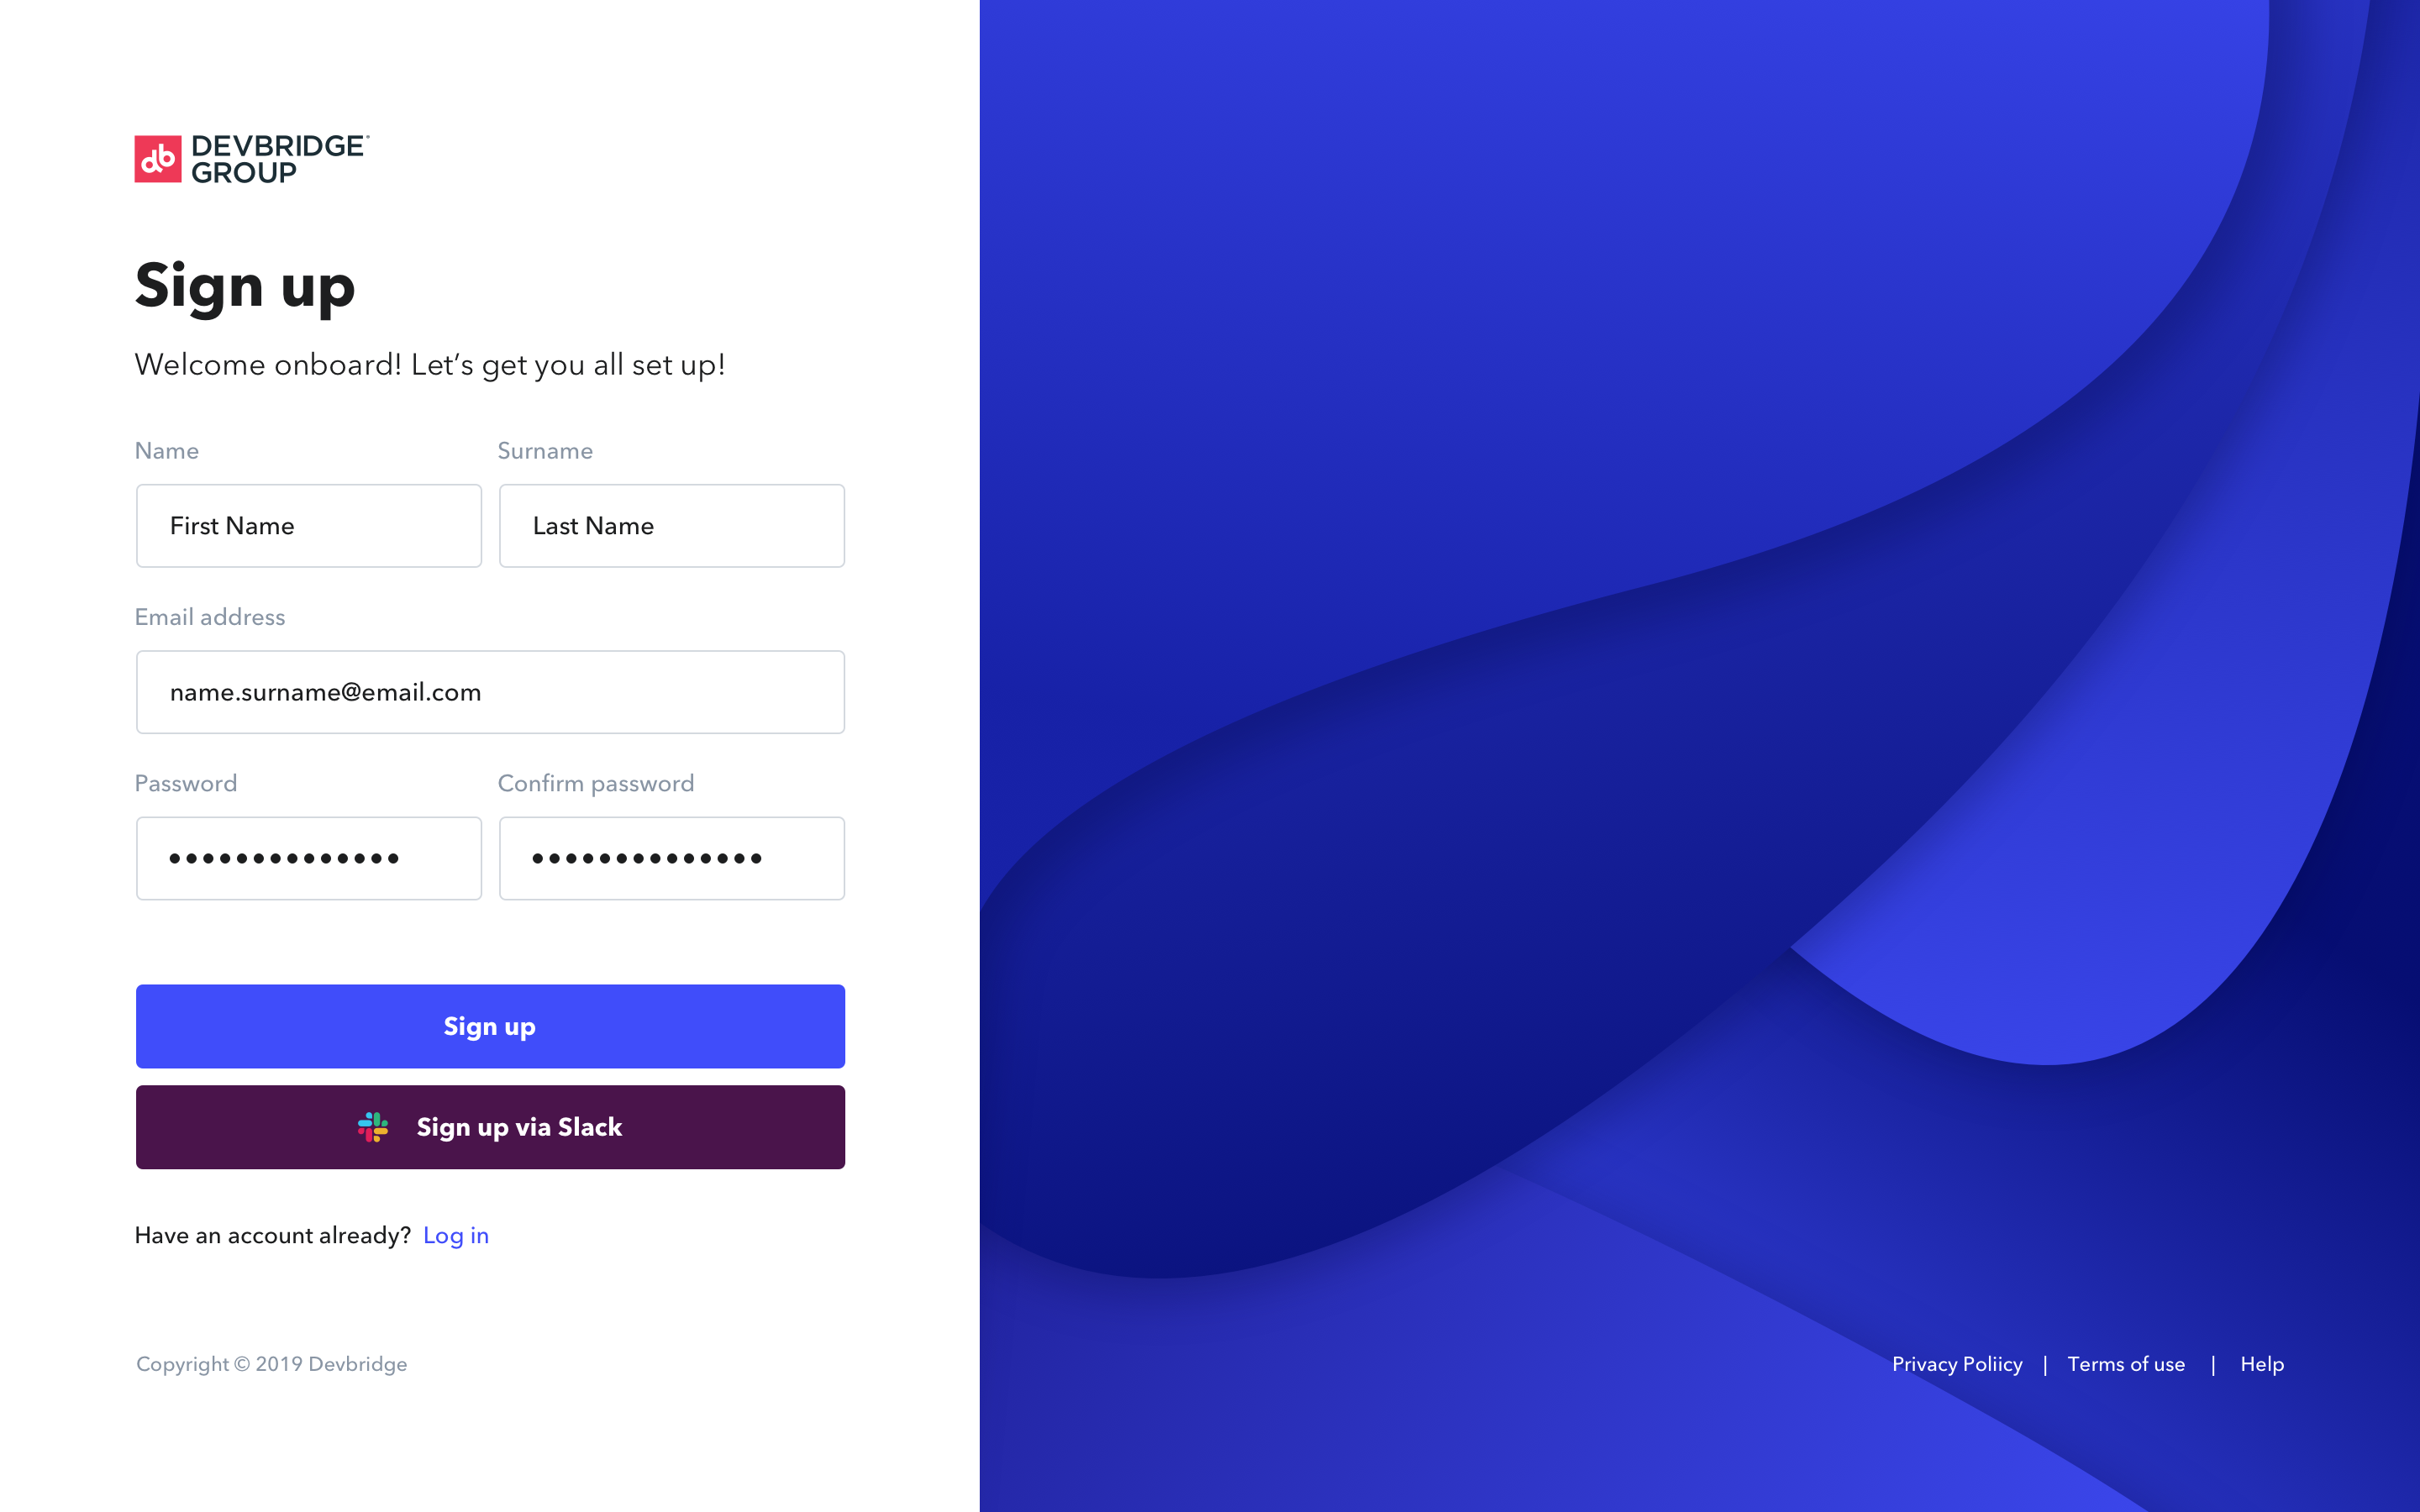 db DEVBRIDGE
GROUP
Sign up
Welcome onboard! Let’s get you all set up!
Name Surname
First Name Last Name
Email address
name.surname@email.com
Password Confirm password
•••••••••••••• ••••••••••••••
Sign up
Sign up via Slack
Have an account already? Log in
Copyright © 2019 Devbridge
Privacy Poliicy | Terms of use | Help